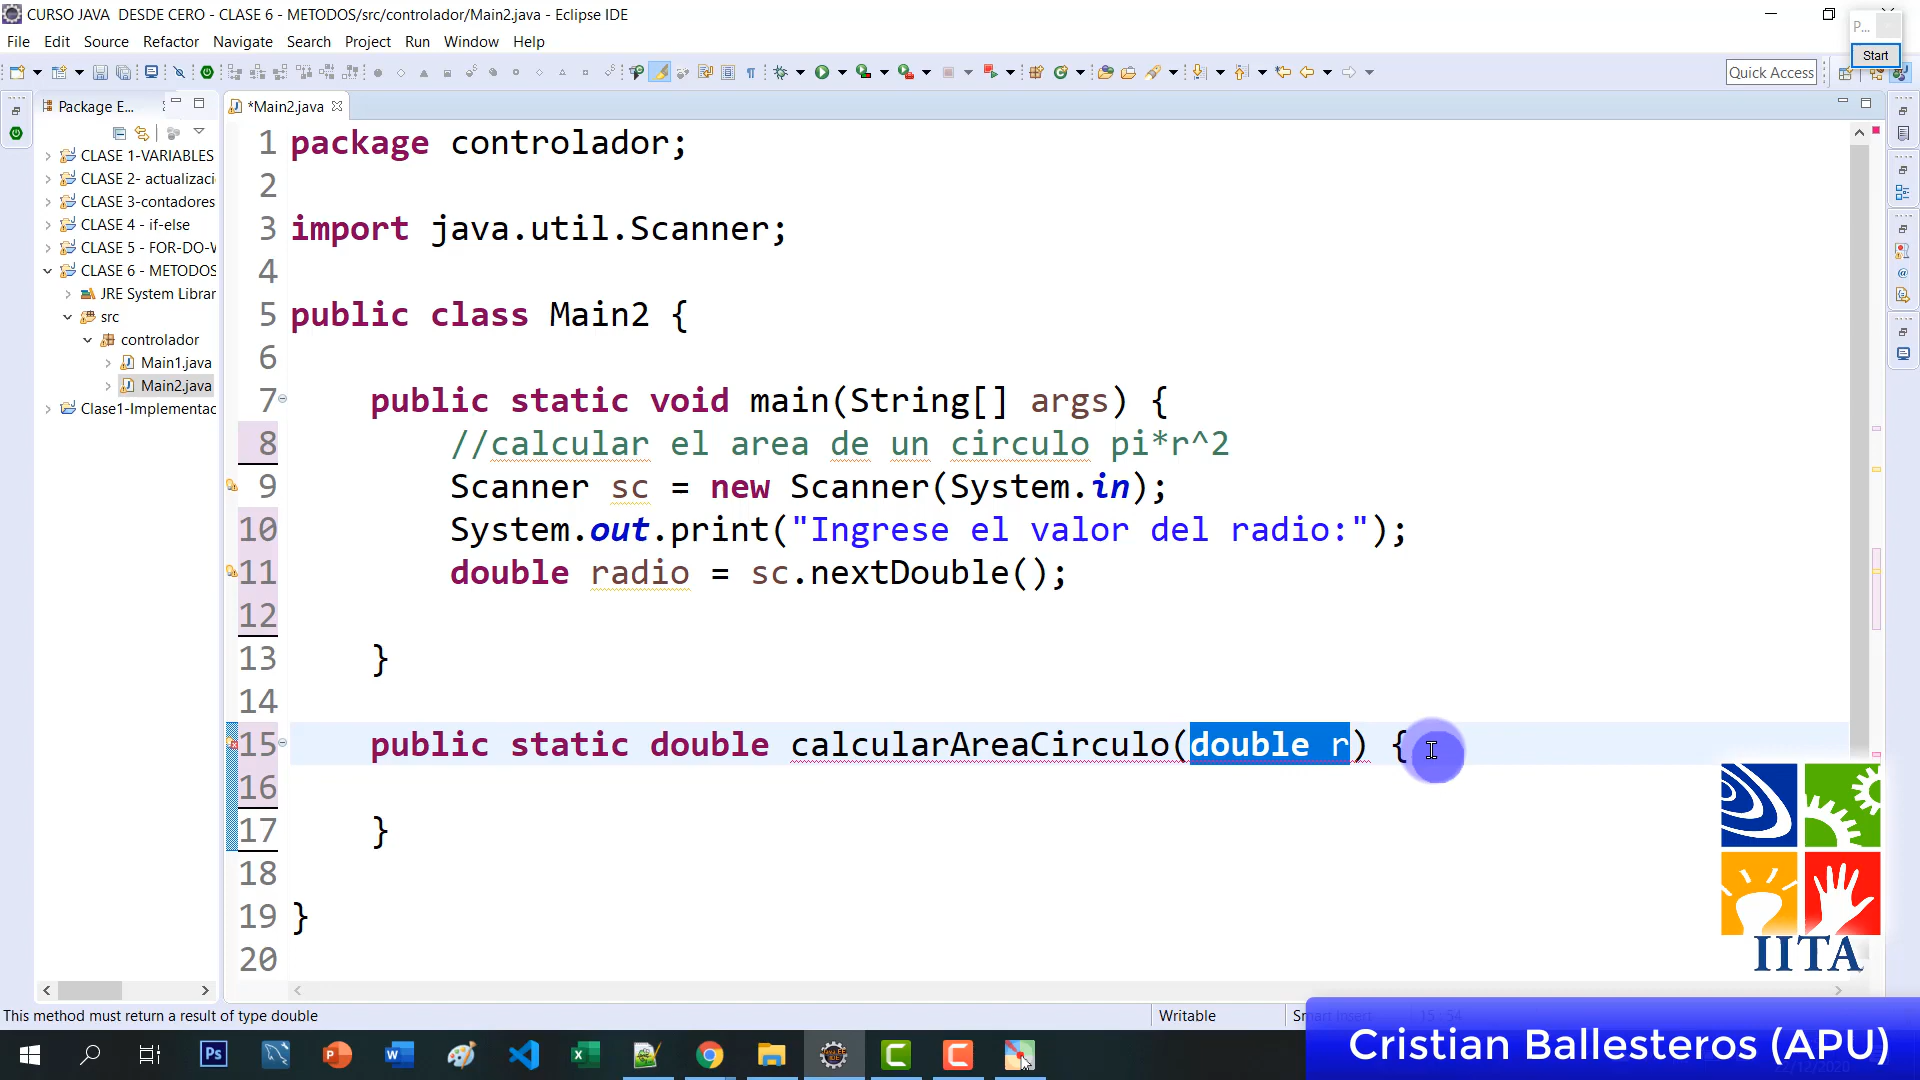 CURSO JAVA DESDE CERO - CLASE 6 - METODOS/src/controlador/Main2.java - Eclipse IDE
P...
File Edit Source Refactor Navigate Search Project Run Window Help
Start
Quick Access
Package E...
*Main2.java
CLASE 1-VARIABLES
CLASE 2- actualizaci
CLASE 3-contadores
CLASE 4 - if-else
CLASE 5 - FOR-DO-W
CLASE 6 - METODOS
JRE System Librar
src
controlador
Main1.java
Main2.java
Clase1-Implementac
1 package controlador;
2
3 import java.util.Scanner;
4
5 public class Main2 {
6
7 public static void main(String[] args) {
8 //calcular el area de un circulo pi*r^2
9 Scanner sc = new Scanner(System.in);
10 System.out.print("Ingrese el valor del radio:");
11 double radio = sc.nextDouble();
12
13 }
14
15 public static double calcularAreaCirculo(double r) {
16
17 }
18
19 }
20
IITA
This method must return a result of type double
Writable
Cristian Ballesteros (APU)